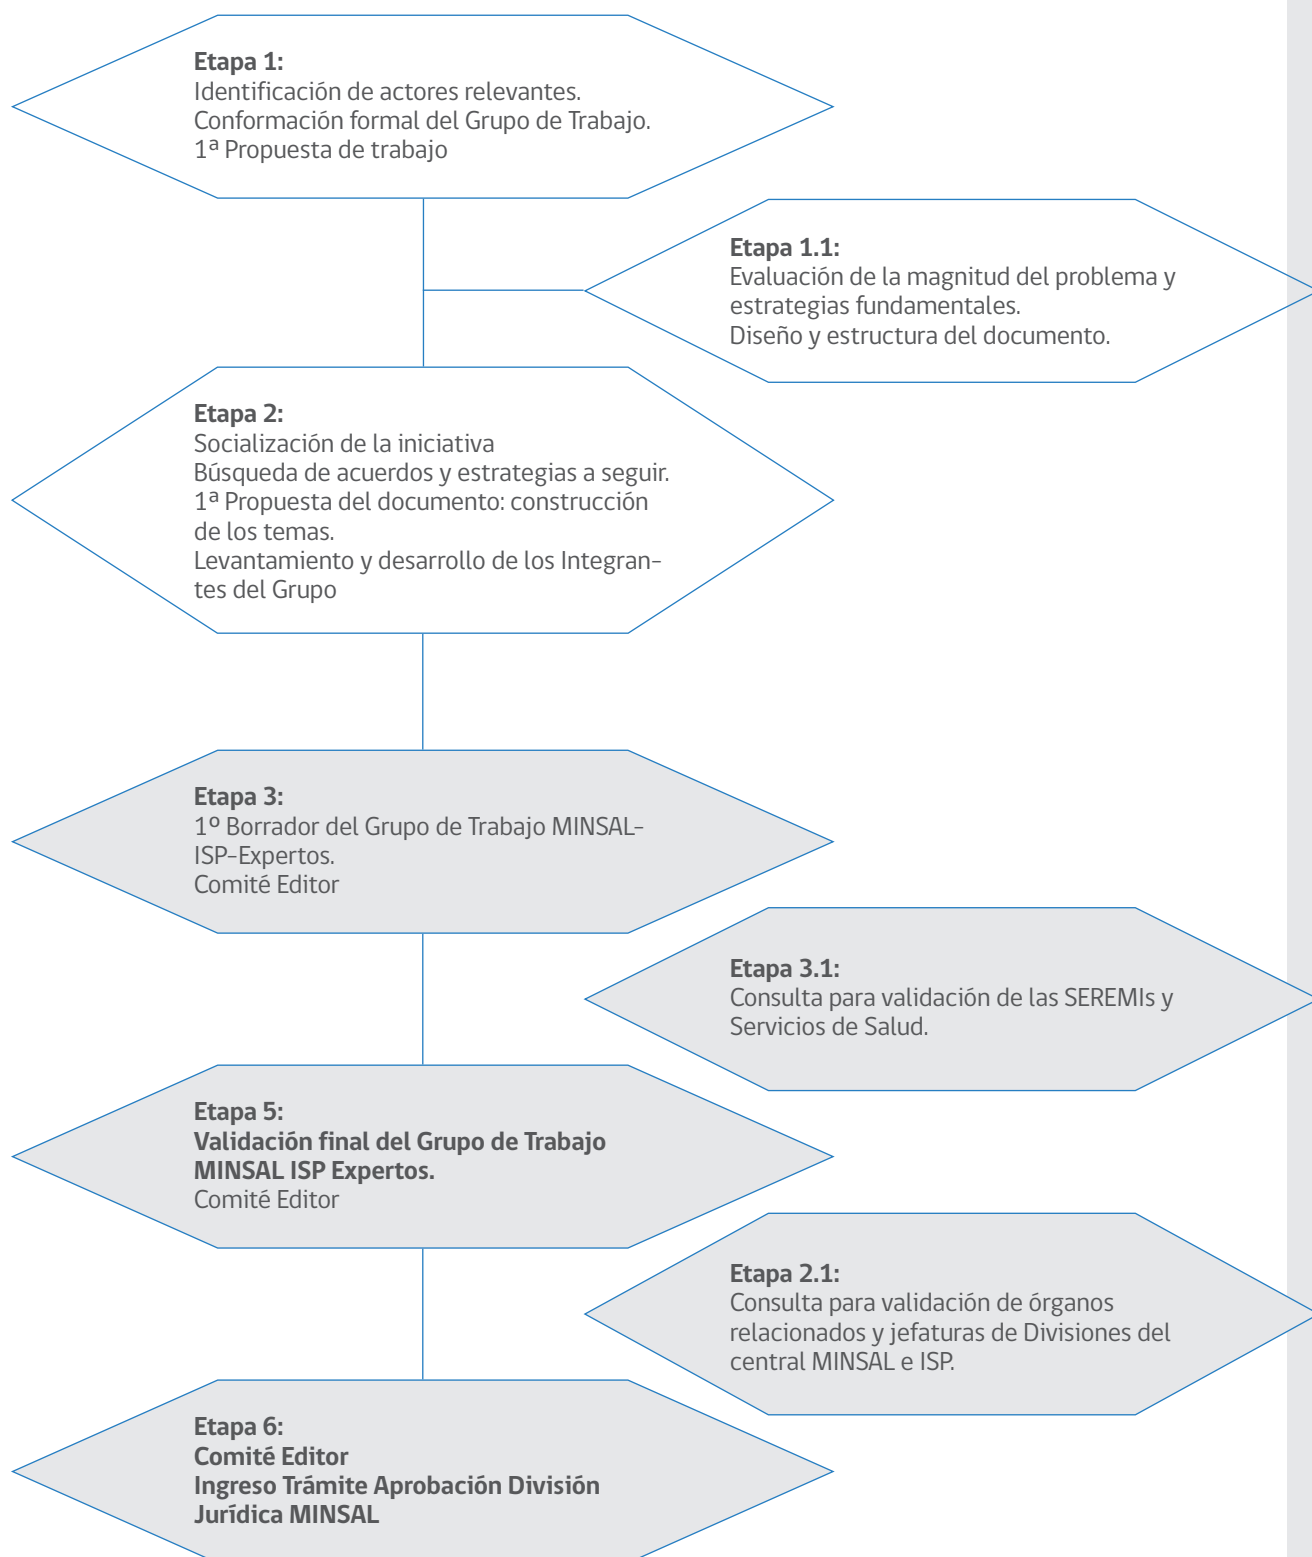 Etapa 1:
Identificación de actores relevantes.
Conformación formal del Grupo de Trabajo.
1ª Propuesta de trabajo
Etapa 1.1:
Evaluación de la magnitud del problema y
estrategias fundamentales.
Diseño y estructura del documento.
Etapa 2:
Socialización de la iniciativa
Búsqueda de acuerdos y estrategias a seguir.
1ª Propuesta del documento: construcción
de los temas.
Levantamiento y desarrollo de los Integran-
tes del Grupo
Etapa 3:
1º Borrador del Grupo de Trabajo MINSAL-
ISP-Expertos.
Comité Editor
Etapa 3.1:
Consulta para validación de las SEREMIs y
Servicios de Salud.
Etapa 5:
Validación final del Grupo de Trabajo
MINSAL ISP Expertos.
Comité Editor
Etapa 2.1:
Consulta para validación de órganos
relacionados y jefaturas de Divisiones del
central MINSAL e ISP.
Etapa 6:
Comité Editor
Ingreso Trámite Aprobación División
Jurídica MINSAL